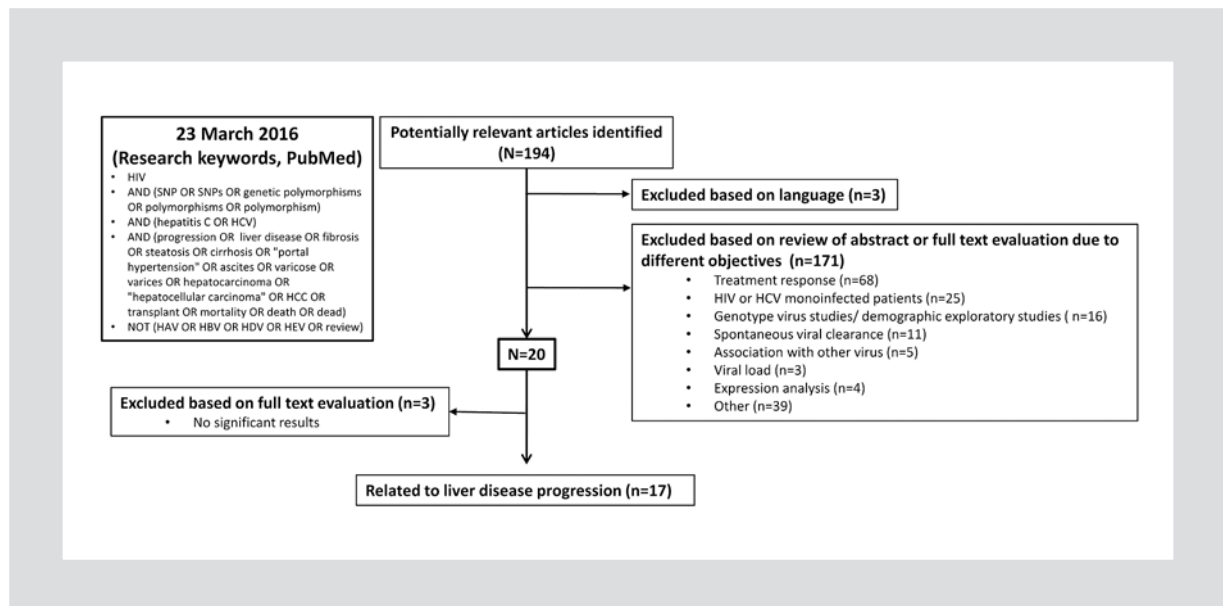 23 March 2016
(Research keywords, PubMed)
• HIV
• AND (SNP OR SNPs OR genetic polymorphisms
OR polymorphisms OR polymorphism)
• AND (hepatitis C OR HCV)
• AND (progression OR liver disease OR fibrosis
OR steatosis OR cirrhosis OR "portal
hypertension" OR ascites OR varicose OR
varices OR hepatocarcinoma OR
"hepatocellular carcinoma" OR HCC OR
transplant OR mortality OR death OR dead)
• NOT (HAV OR HBV OR HDV OR HEV OR review)
Potentially relevant articles identified
(N=194)
Excluded based on language (n=3)
Excluded based on review of abstract or full text evaluation due to
different objectives (n=171)
• Treatment response (n=68)
• HIV or HCV monoinfected patients (n=25)
• Genotype virus studies/ demographic exploratory studies ( n=16)
• Spontaneous viral clearance (n=11)
• Association with other virus (n=5)
• Viral load (n=3)
• Expression analysis (n=4)
• Other (n=39)
N=20
Excluded based on full text evaluation (n=3)
• No significant results
Related to liver disease progression (n=17)